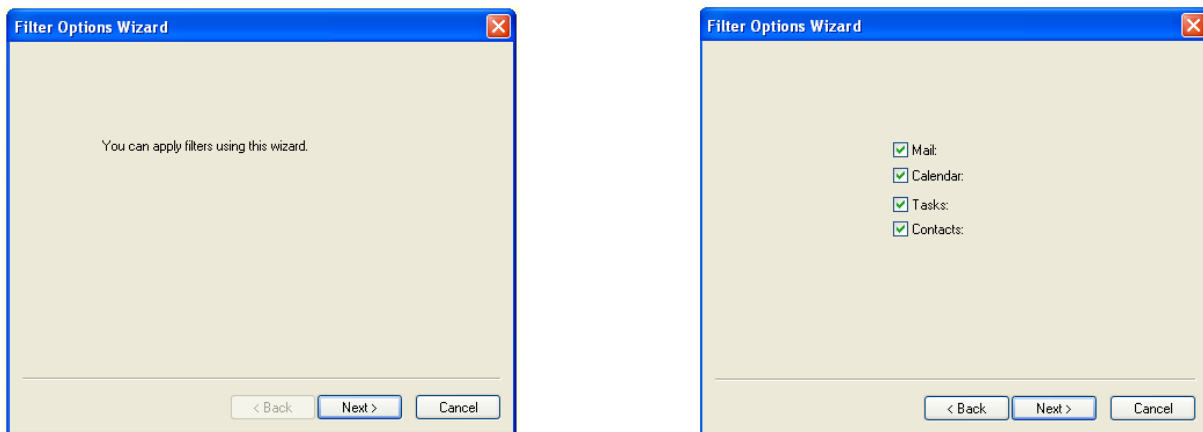 Filter Options Wizard
You can apply filters using this wizard.
< Back Next > Cancel
Filter Options Wizard
Mail:
Calendar:
Tasks:
Contacts:
< Back Next > Cancel